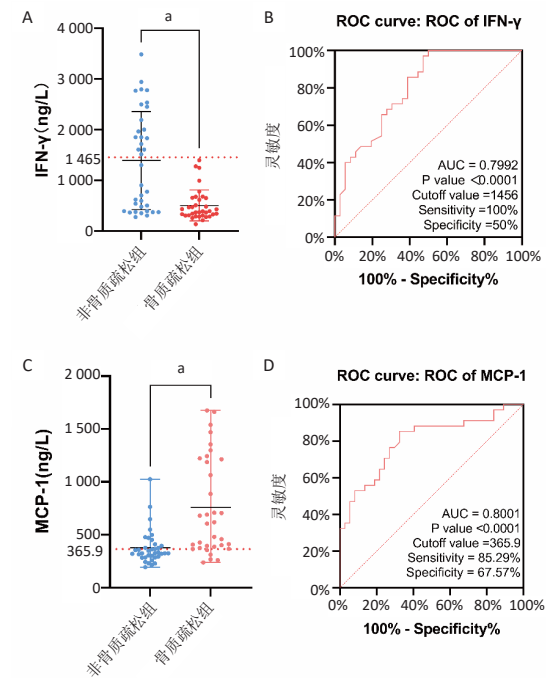 A
a
4 000
3 000
2 000
1 465
1 000
0
IFN-γ(ng/L)
非骨质疏松组
骨质疏松组
B
ROC curve: ROC of IFN-γ
100%
80%
60%
40%
20%
0%
灵敏度
AUC = 0.7992
P value <0.0001
Cutoff value =1456
Sensitivity =100%
Specificity =50%
0% 20% 40% 60% 80% 100%
100% - Specificity%
C
a
2 000
1 500
1 000
500
365.9
0
MCP-1(ng/L)
非骨质疏松组
骨质疏松组
D
ROC curve: ROC of MCP-1
100%
80%
60%
40%
20%
0%
灵敏度
AUC = 0.8001
P value <0.0001
Cutoff value =365.9
Sensitivity = 85.29%
Specificity = 67.57%
0% 20% 40% 60% 80% 100%
100% - Specificity%